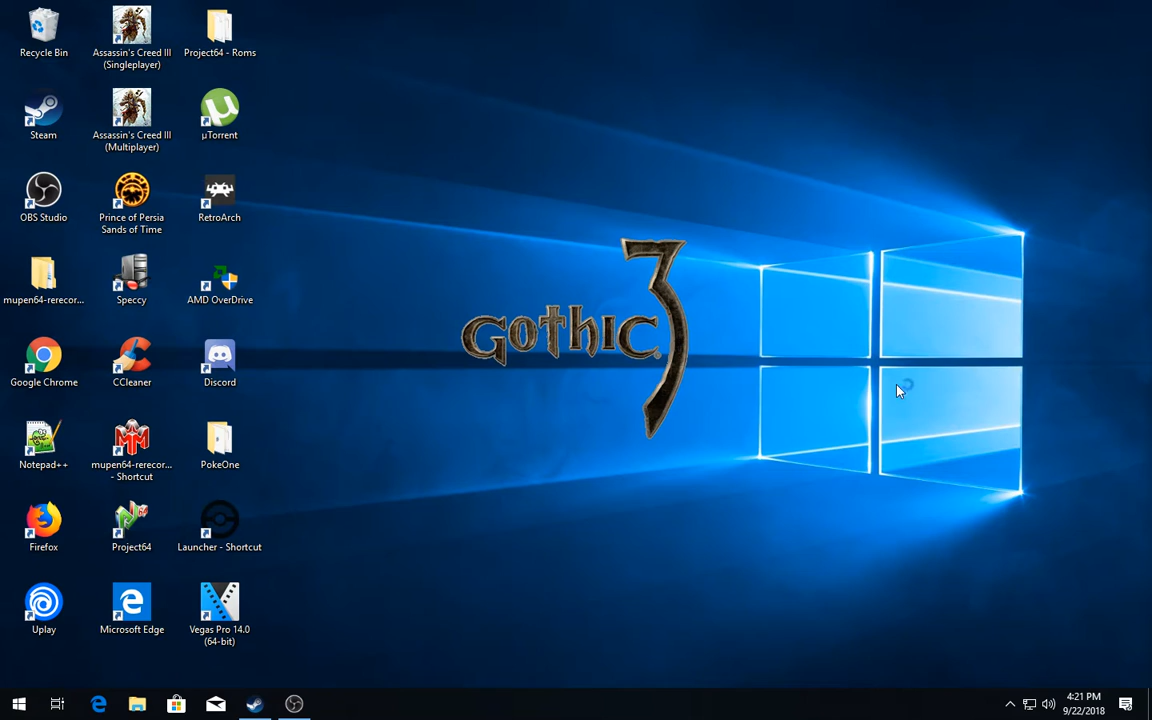 Recycle Bin
Assassin's Creed III
(Singleplayer)
Project64 - Roms
Steam
Assassin's Creed III
(Multiplayer)
µTorrent
OBS Studio
Prince of Persia
Sands of Time
RetroArch
mupen64-rerecor...
Speccy
AMD OverDrive
Google Chrome
CCleaner
Discord
Notepad++
mupen64-rerecor...
- Shortcut
PokeOne
Firefox
Project64
Launcher - Shortcut
Uplay
Microsoft Edge
Vegas Pro 14.0
(64-bit)
GOTHIC 3
4:21 PM
9/22/2018